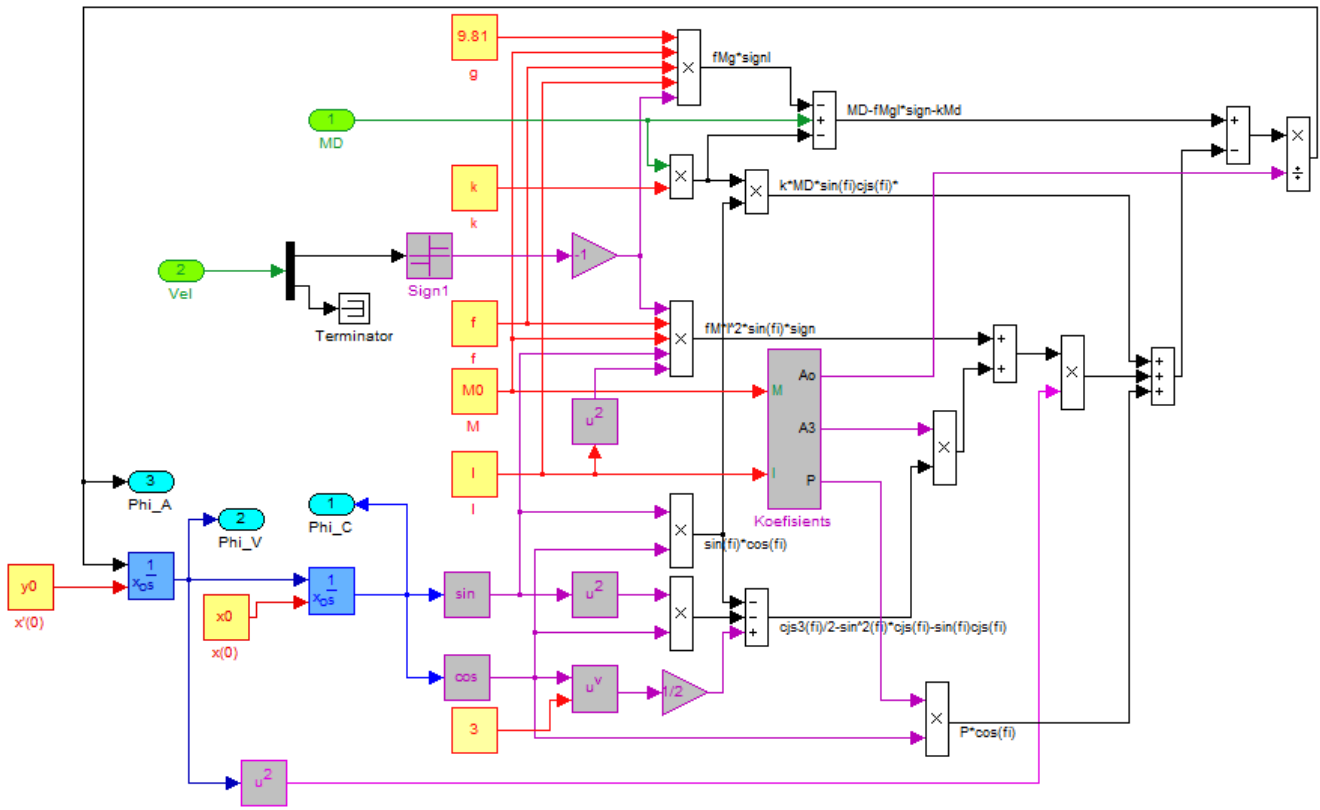 9.81
g
fMg*signl
1
MD
MD-fMgl*sign-kMd
k
k
k*MD*sin(fi)cjs(fi)*
2
Vel
Sign1
-1
Terminator
f
f
fM*l^2*sin(fi)*sign
M0
M
u^2
M
l
Ao
A3
P
Koefisients
l
l
3
Phi_A
2
Phi_V
1
Phi_C
sin(fi)*cos(fi)
y0
x'(0)
1
xos
x0
x(0)
1
xos
sin
u^2
cjs3(fi)/2-sin^2(fi)*cjs(fi)-sin(fi)cjs(fi)
cos
u^v
1/2
3
P*cos(fi)
u^2